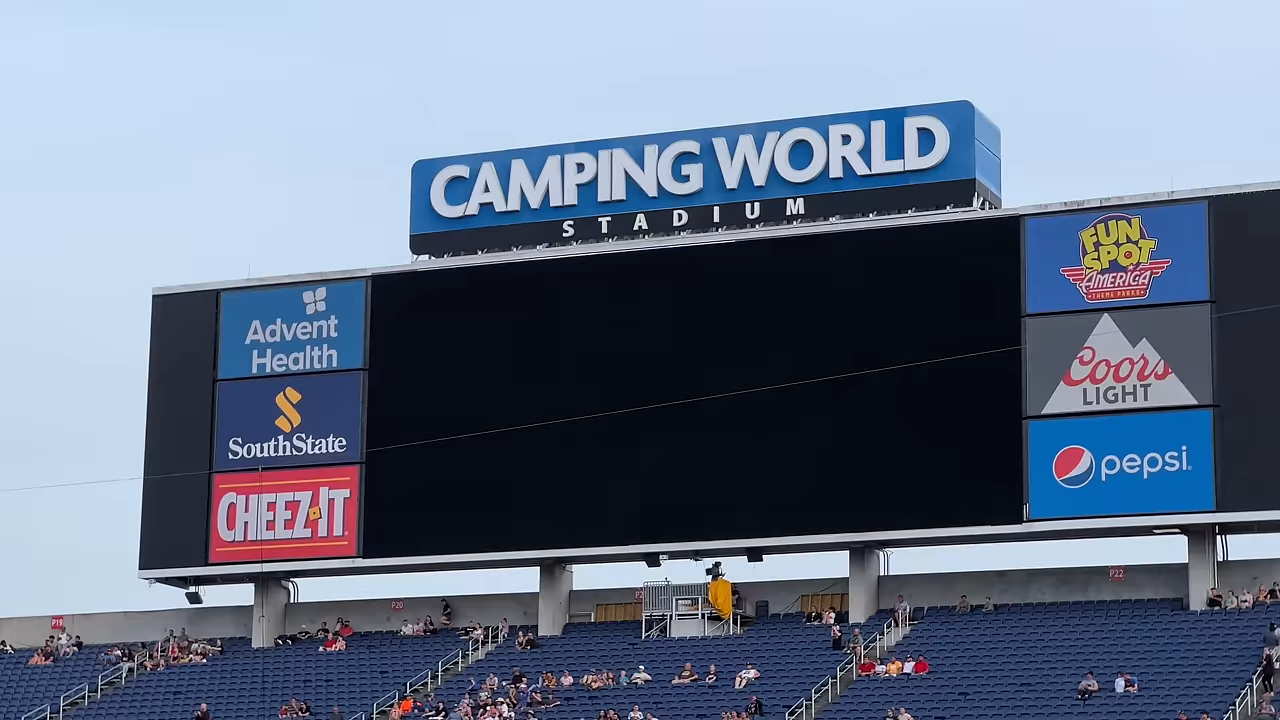 CAMPING WORLD
STADIUM
Advent
Health
SouthState
CHEEZ-IT
FUN
SPOT
AMERICA
THEME PARKS
Coors
LIGHT
pepsi
P19
P20
P22